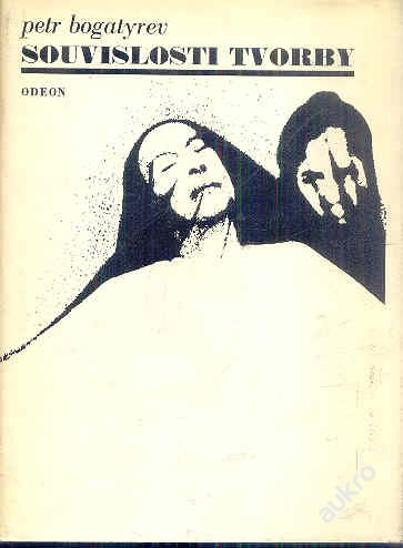 petr bogatyrev
SOUVISLOSTI TVORBY
ODEON
aukro